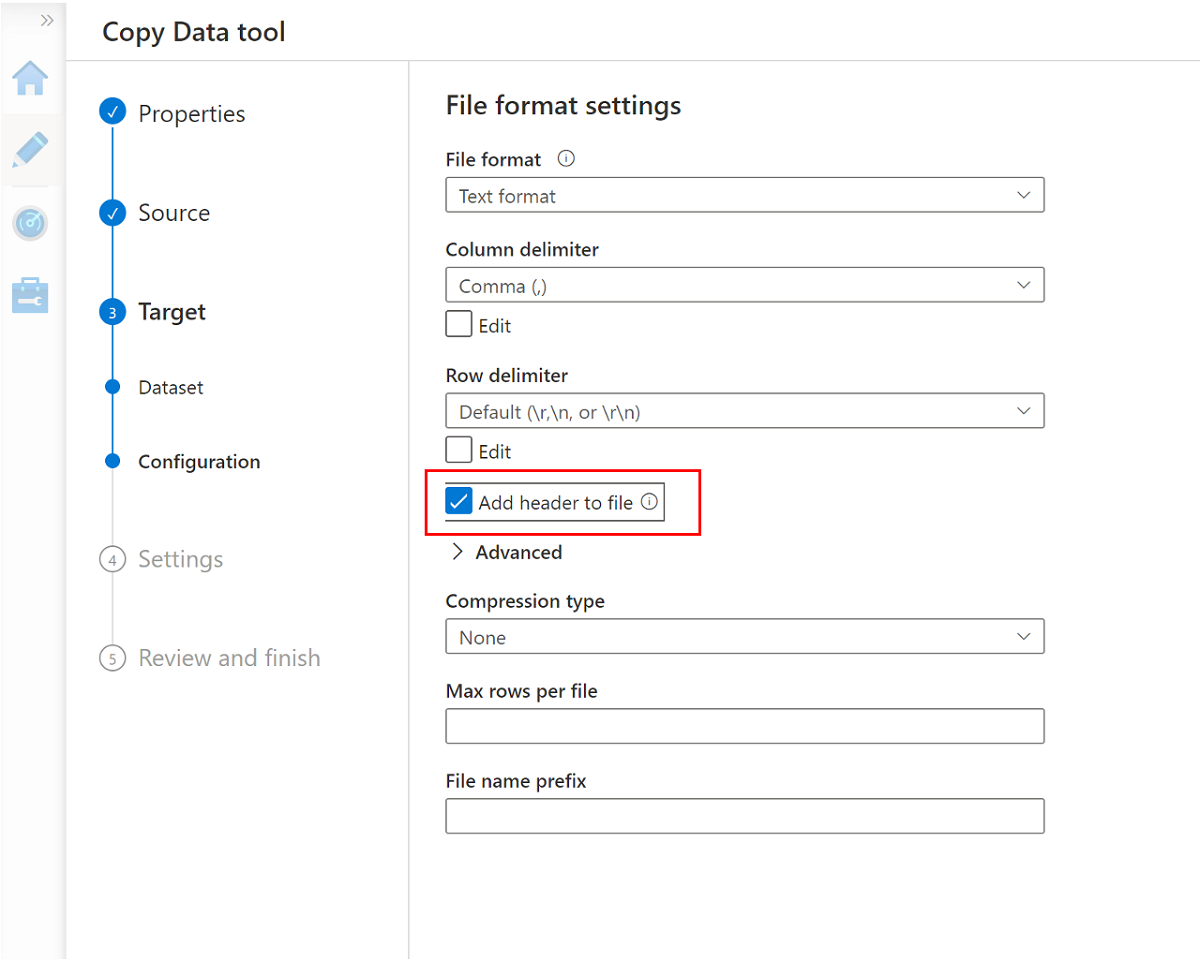 Copy Data tool
Properties
Source
3 Target
Dataset
Configuration
4 Settings
5 Review and finish
File format settings
File format
Text format
Column delimiter
Comma (,)
Edit
Row delimiter
Default (\r,\n, or \r\n)
Edit
Add header to file
Advanced
Compression type
None
Max rows per file
File name prefix